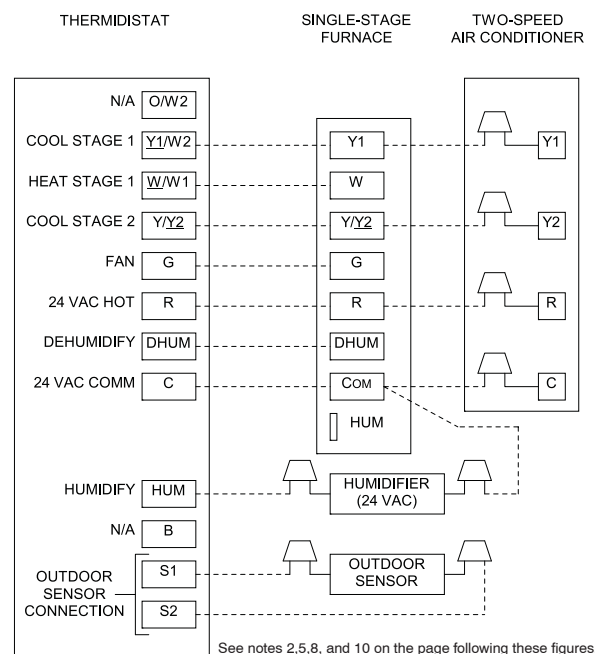 THERMIDISTAT
SINGLE-STAGE
FURNACE
TWO-SPEED
AIR CONDITIONER
N/A O/W2
COOL STAGE 1 Y1/W2 Y1 Y1
HEAT STAGE 1 W/W1 W
COOL STAGE 2 Y/Y2 Y/Y2 Y2
FAN G G
24 VAC HOT R R R
DEHUMIDIFY DHUM DHUM
24 VAC COMM C COM C
HUM
HUMIDIFY HUM
HUMIDIFIER
(24 VAC)
N/A B
OUTDOOR
SENSOR
CONNECTION
S1
S2
OUTDOOR
SENSOR
See notes 2,5,8, and 10 on the page following these figures